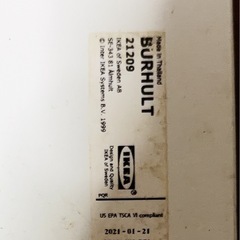 Made in Thailand
BURHULT
21209
IKEA of Sweden AB
SE-343 81 Älmhult
© Inter IKEA Systems B.V. 1999
Design and Quality
IKEA of Sweden
IKEA
PQR
US EPA TSCA VI compliant
2021-01-21